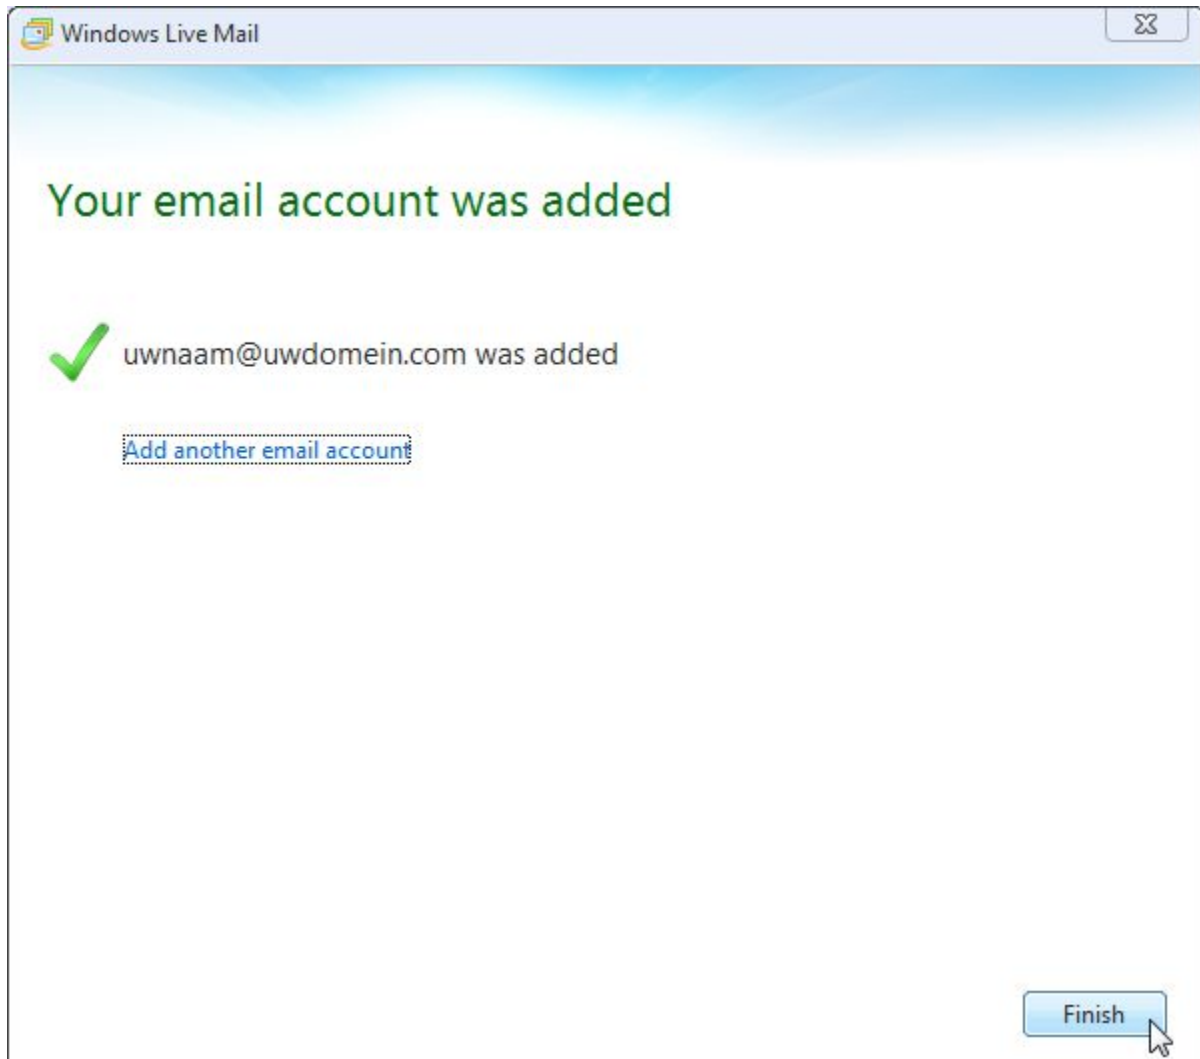 Windows Live Mail
Your email account was added
uwnaam@uwdomein.com was added
Add another email account
Finish